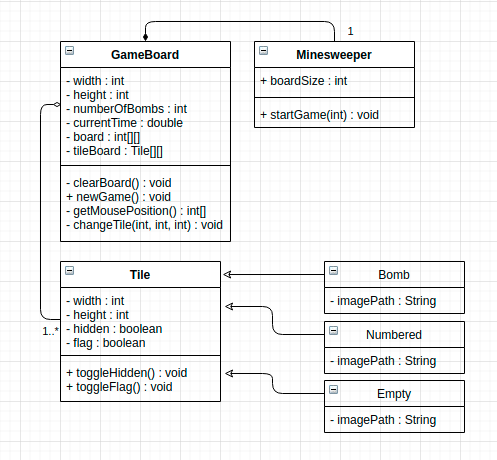 1
GameBoard
- width : int
- height : int
- numberOfBombs : int
- currentTime : double
- board : int[][]
- tileBoard : Tile[][]
- clearBoard() : void
+ newGame() : void
- getMousePosition() : int[]
- changeTile(int, int, int) : void
Minesweeper
+ boardSize : int
+ startGame(int) : void
1..*
Tile
- width : int
- height : int
- hidden : boolean
- flag : boolean
+ toggleHidden() : void
+ toggleFlag() : void
Bomb
- imagePath : String
Numbered
- imagePath : String
Empty
- imagePath : String